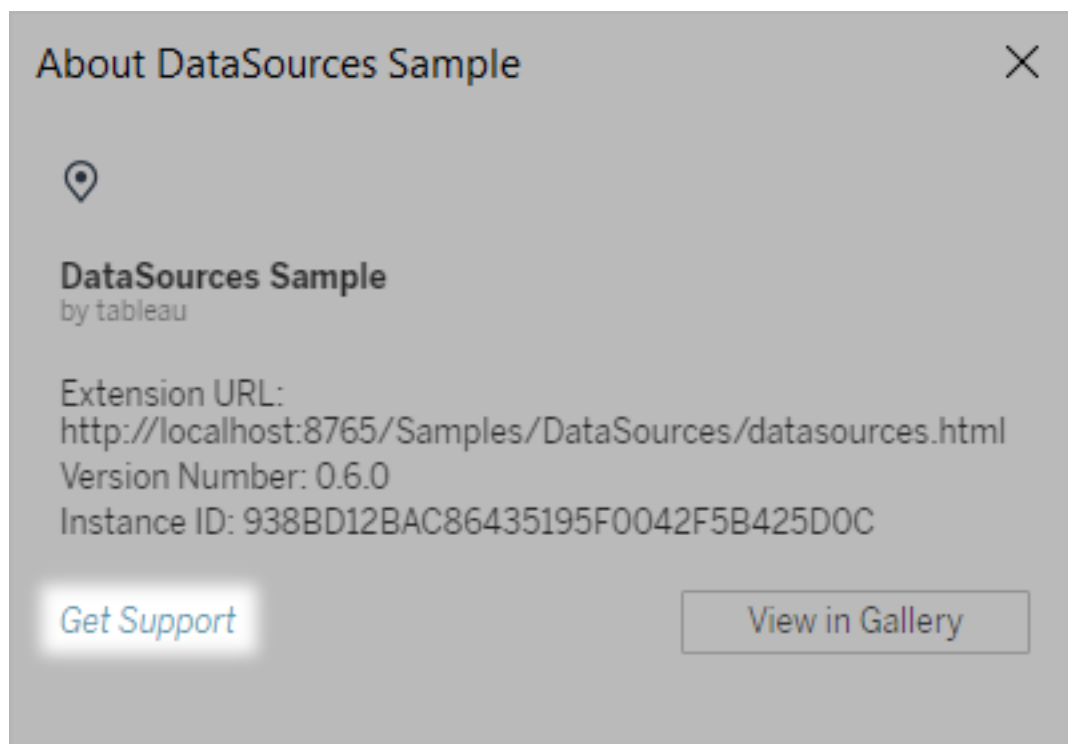 About DataSources Sample
DataSources Sample
by tableau
Extension URL:
http://localhost:8765/Samples/DataSources/datasources.html
Version Number: 0.6.0
Instance ID: 938BD12BAC86435195F0042F5B425D0C
Get Support
View in Gallery